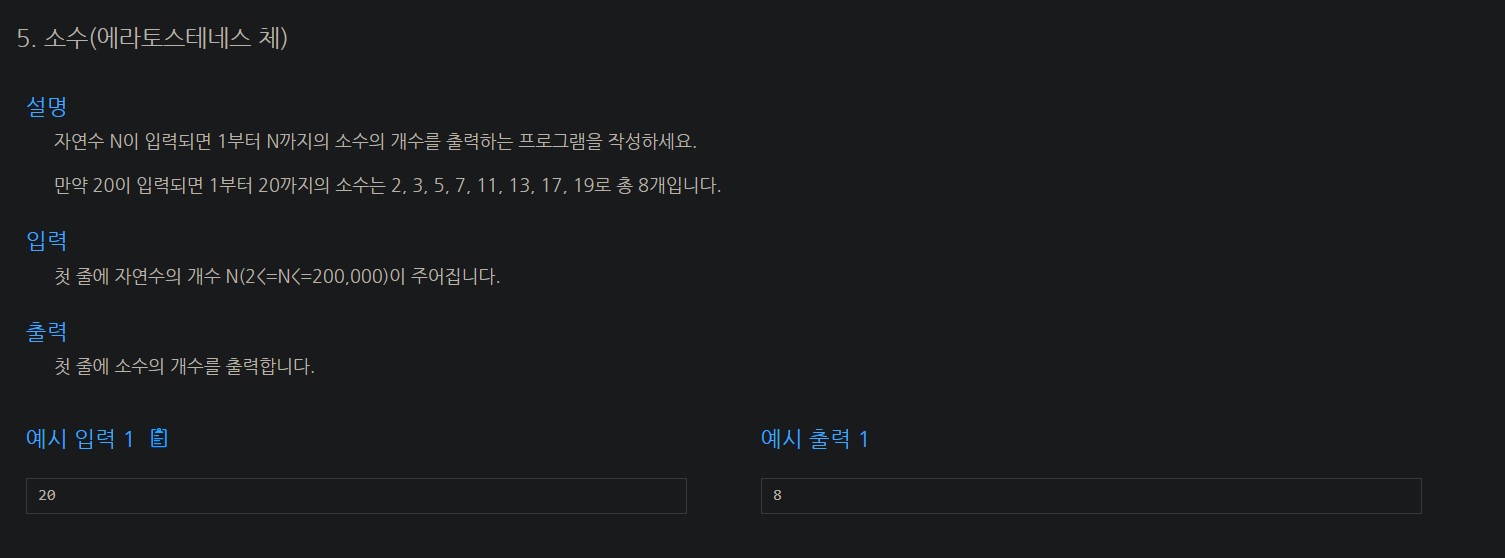 5. 소수(에라토스테네스 체)
설명
자연수 N이 입력되면 1부터 N까지의 소수의 개수를 출력하는 프로그램을 작성하세요.
만약 20이 입력되면 1부터 20까지의 소수는 2, 3, 5, 7, 11, 13, 17, 19로 총 8개입니다.
입력
첫 줄에 자연수의 개수 N(2<=N<=200,000)이 주어집니다.
출력
첫 줄에 소수의 개수를 출력합니다.
예시 입력 1
예시 출력 1
20
8